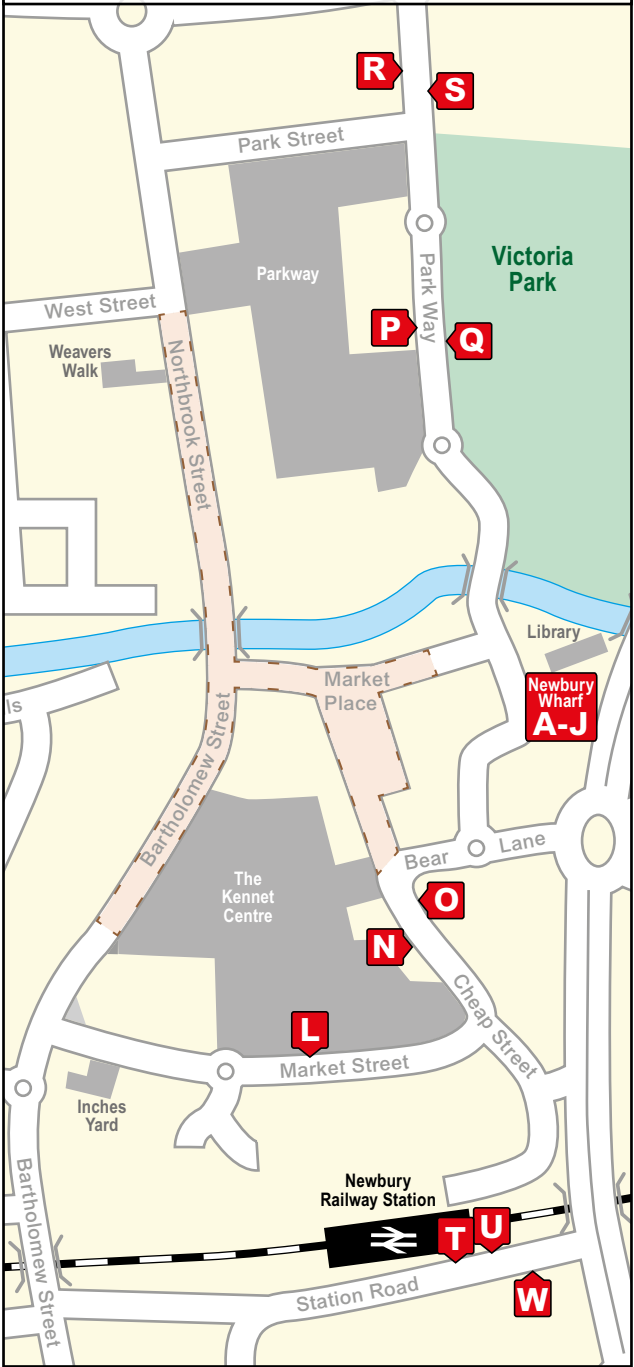 R
S
Park Street
Parkway
Victoria
Park
Park Way
P
Q
West Street
Weavers
Walk
Northbrook Street
Library
Market
Place
Newbury
Wharf
A-J
ls
Bartholomew Street
Bear Lane
The
Kennet
Centre
O
N
Cheap Street
L
Market Street
Inches
Yard
Bartholomew Street
Newbury
Railway Station
T
U
Station Road
W